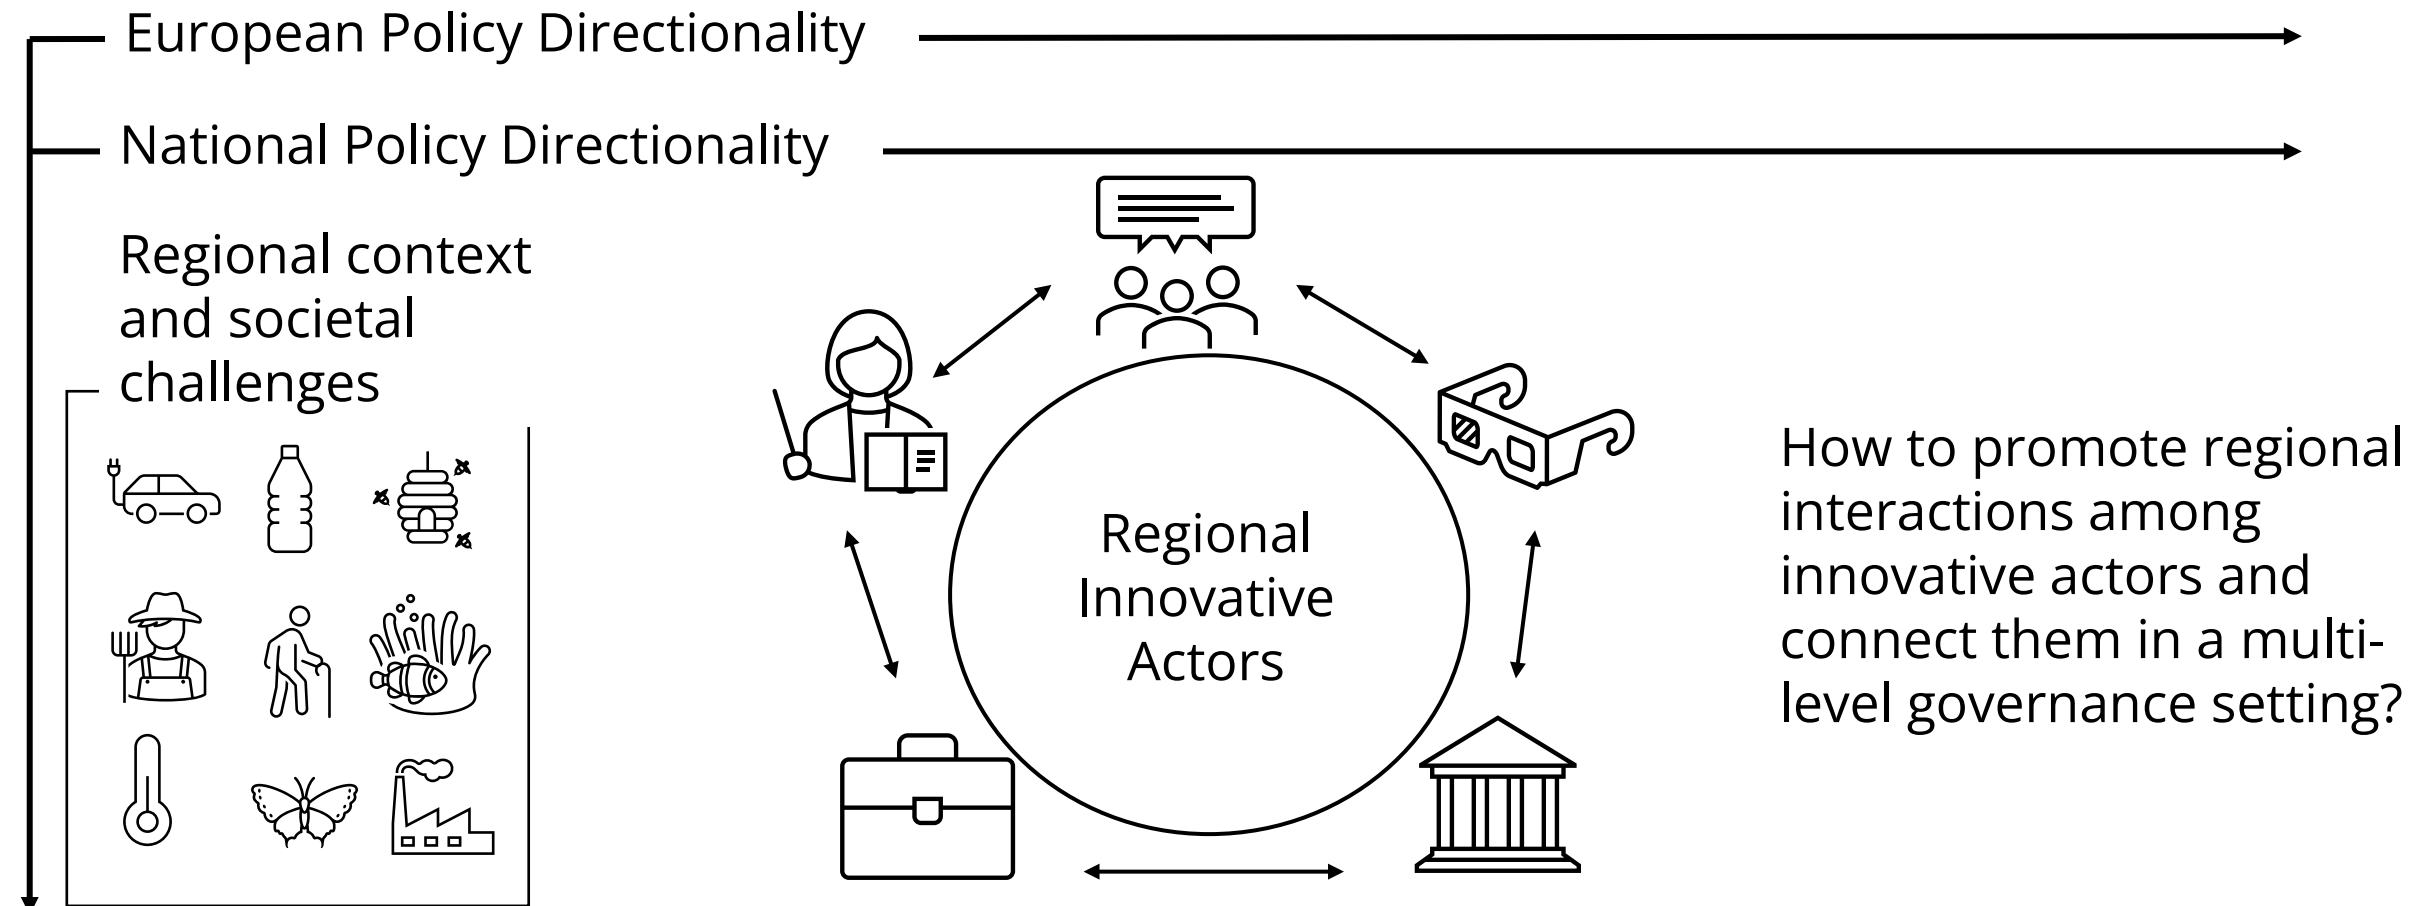 European Policy Directionality
National Policy Directionality
Regional context
and societal
challenges
Regional
Innovative
Actors
How to promote regional
interactions among
innovative actors and
connect them in a multi-
level governance setting?